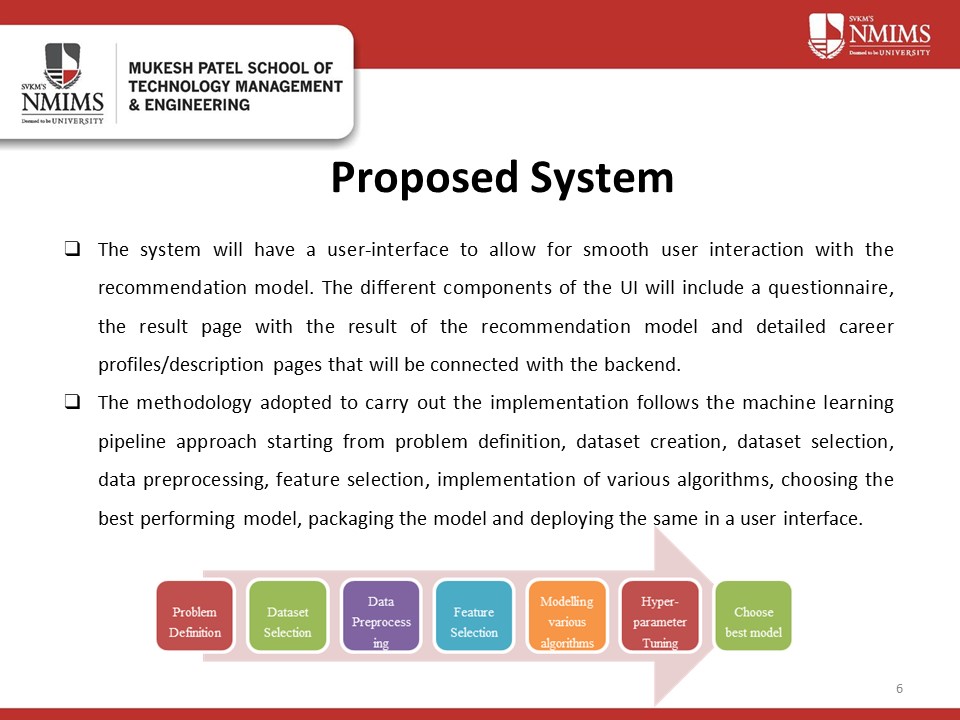 SVKM'S
NMIMS
Deemed to be UNIVERSITY
SVKM'S
NMIMS
Deemed to be UNIVERSITY
MUKESH PATEL SCHOOL OF
TECHNOLOGY MANAGEMENT
& ENGINEERING
Proposed System
❑ The system will have a user-interface to allow for smooth user interaction with the
recommendation model. The different components of the UI will include a questionnaire,
the result page with the result of the recommendation model and detailed career
profiles/description pages that will be connected with the backend.
❑ The methodology adopted to carry out the implementation follows the machine learning
pipeline approach starting from problem definition, dataset creation, dataset selection,
data preprocessing, feature selection, implementation of various algorithms, choosing the
best performing model, packaging the model and deploying the same in a user interface.
Problem
Definition
Dataset
Selection
Data
Preprocess
ing
Feature
Selection
Modelling
various
algorithms
Hyper-
parameter
Tuning
Choose
best model
6